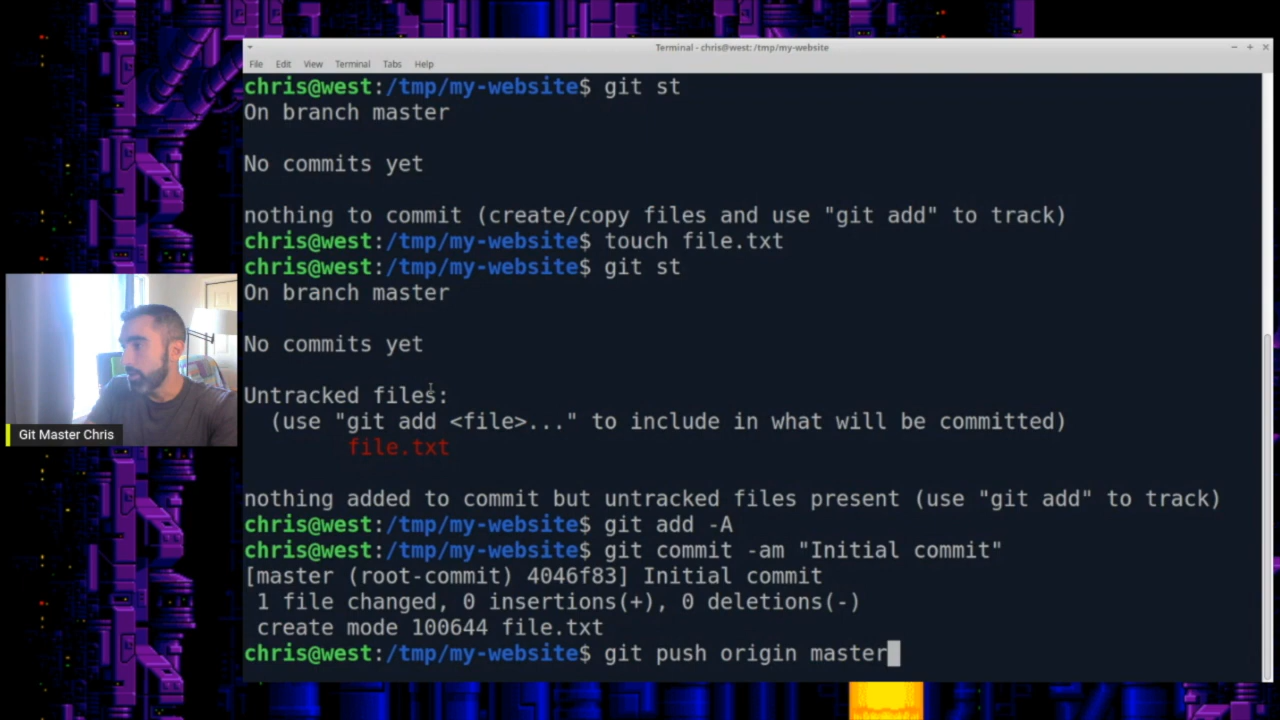 Terminal - chris@west: /tmp/my-website
File Edit View Terminal Tabs Help
chris@west:/tmp/my-website$ git st
On branch master
No commits yet
nothing to commit (create/copy files and use "git add" to track)
chris@west:/tmp/my-website$ touch file.txt
chris@west:/tmp/my-website$ git st
On branch master
No commits yet
Untracked files:
(use "git add <file>..." to include in what will be committed)
file.txt
nothing added to commit but untracked files present (use "git add" to track)
chris@west:/tmp/my-website$ git add -A
chris@west:/tmp/my-website$ git commit -am "Initial commit"
[master (root-commit) 4046f83] Initial commit
1 file changed, 0 insertions(+), 0 deletions(-)
create mode 100644 file.txt
chris@west:/tmp/my-website$ git push origin master
Git Master Chris